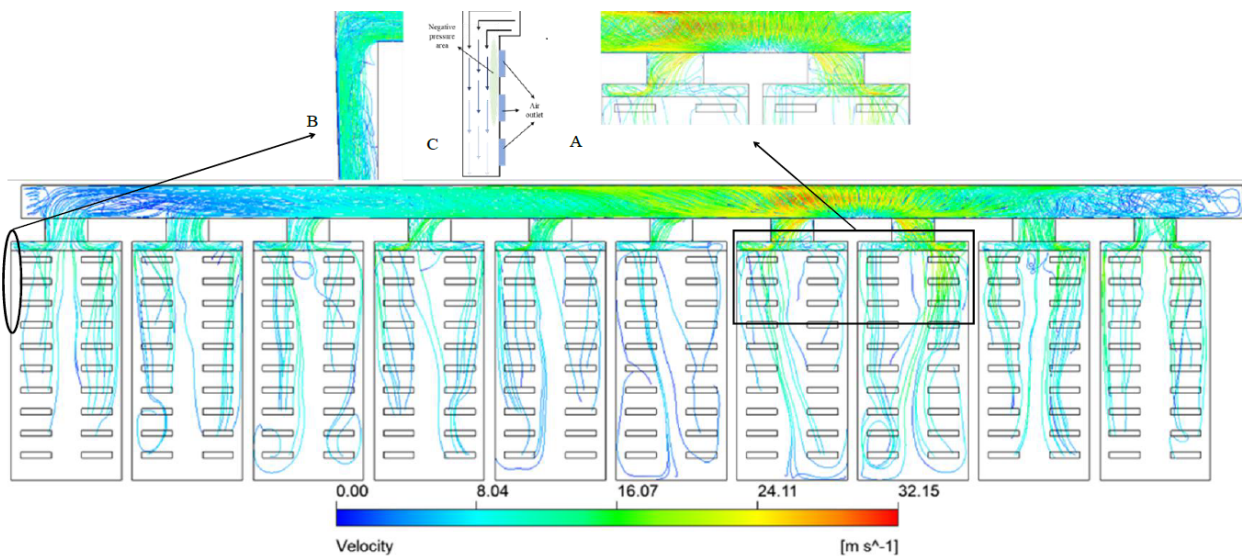 Negative
pressure
area
Air
outlet
B
C
A
0.00
8.04
16.07
24.11
32.15
Velocity
[m s^-1]